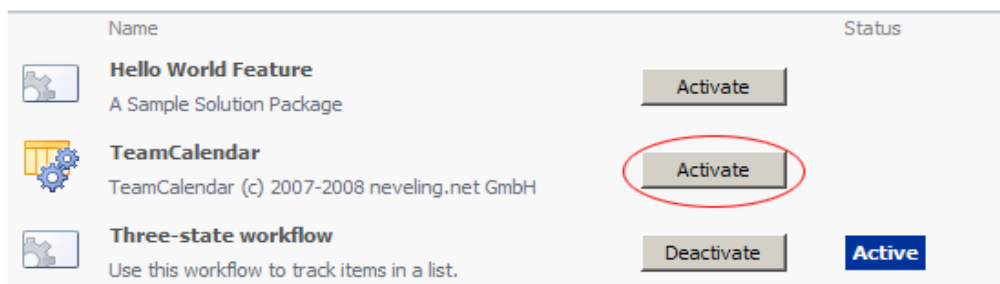 Name Status
Hello World Feature
A Sample Solution Package
Activate
TeamCalendar
TeamCalendar (c) 2007-2008 neveling.net GmbH
Activate
Three-state workflow
Use this workflow to track items in a list.
Deactivate
Active